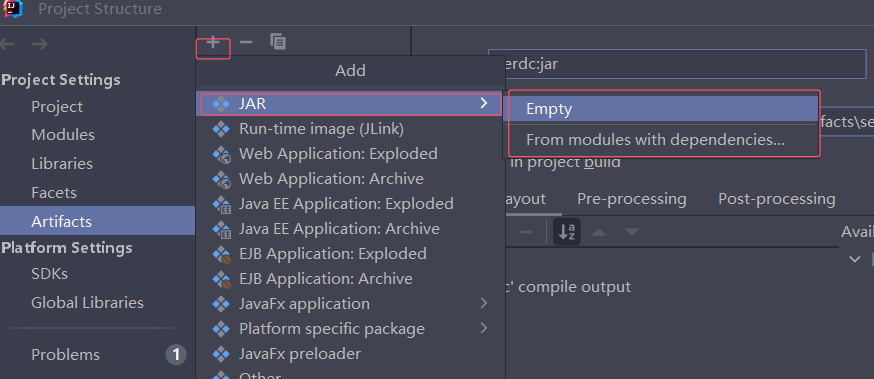 Project Structure
Project Settings
Project
Modules
Libraries
Facets
Artifacts
Platform Settings
SDKs
Global Libraries
Problems
1
Add
JAR
Run-time image (JLink)
Web Application: Exploded
Web Application: Archive
Java EE Application: Exploded
Java EE Application: Archive
EJB Application: Exploded
EJB Application: Archive
JavaFx application
Platform specific package
JavaFx preloader
Other
Empty
From modules with dependencies...
erdc:jar
facts\se
in project build
ayout
Pre-processing
Post-processing
Avai
c' compile output